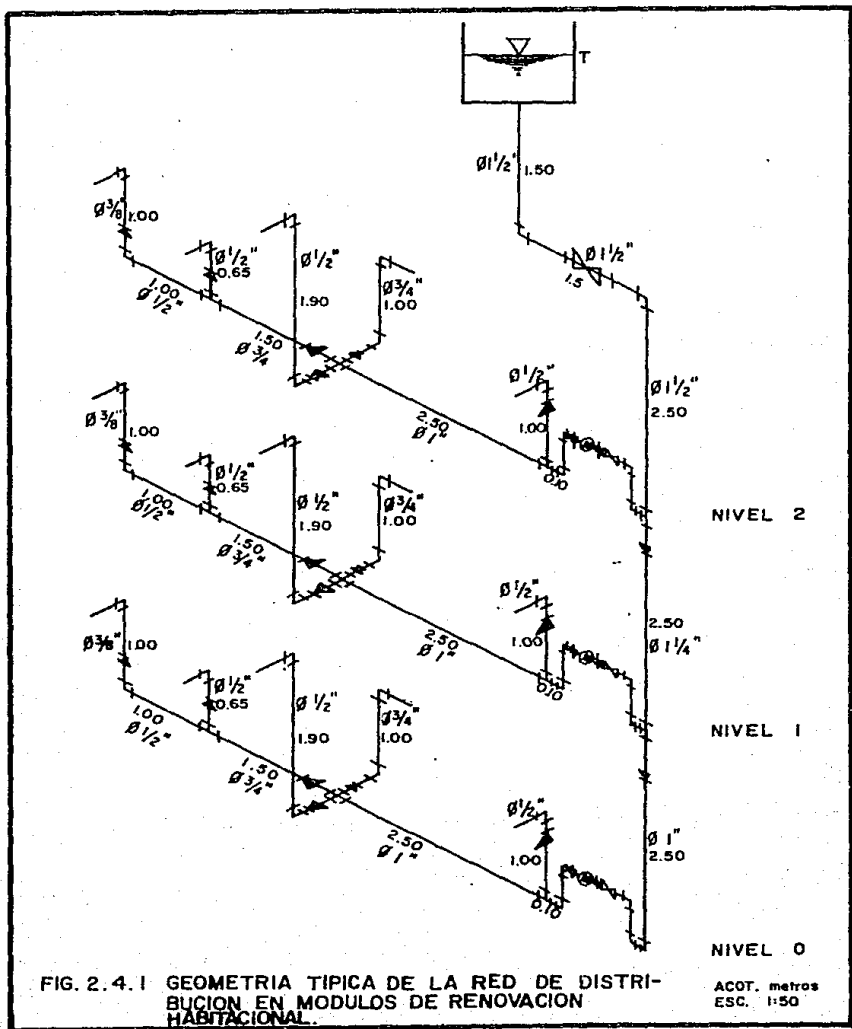 T
Ø1½" 1.50
Ø1½"
1.5
Ø1½"
2.50
Ø⅜" 1.00
Ø½"
0.65
Ø½"
1.90
Ø¾"
1.00
1.00"
Ø1/2
1.50
Ø3/4
2.50
Ø1"
Ø½"
1.00
0.10
NIVEL 2
Ø⅜"
1.00
Ø½"
0.65
Ø½"
1.90
Ø¾"
1.00
1.00
Ø½"
1.50"
Ø3/4
2.50
Ø1"
Ø½"
1.00
0.10
2.50
Ø1¼"
NIVEL 1
Ø⅜"
1.00
Ø½"
0.65
Ø½"
1.90
Ø¾"
1.00
1.00
Ø½"
1.50
Ø¾"
2.50
Ø1"
Ø½"
1.00
0.10
Ø1"
2.50
NIVEL 0
FIG. 2.4.1 GEOMETRIA TIPICA DE LA RED DE DISTRI-
BUCION EN MODULOS DE RENOVACION
HABITACIONAL.
ACOT. metros
ESC. 1:50